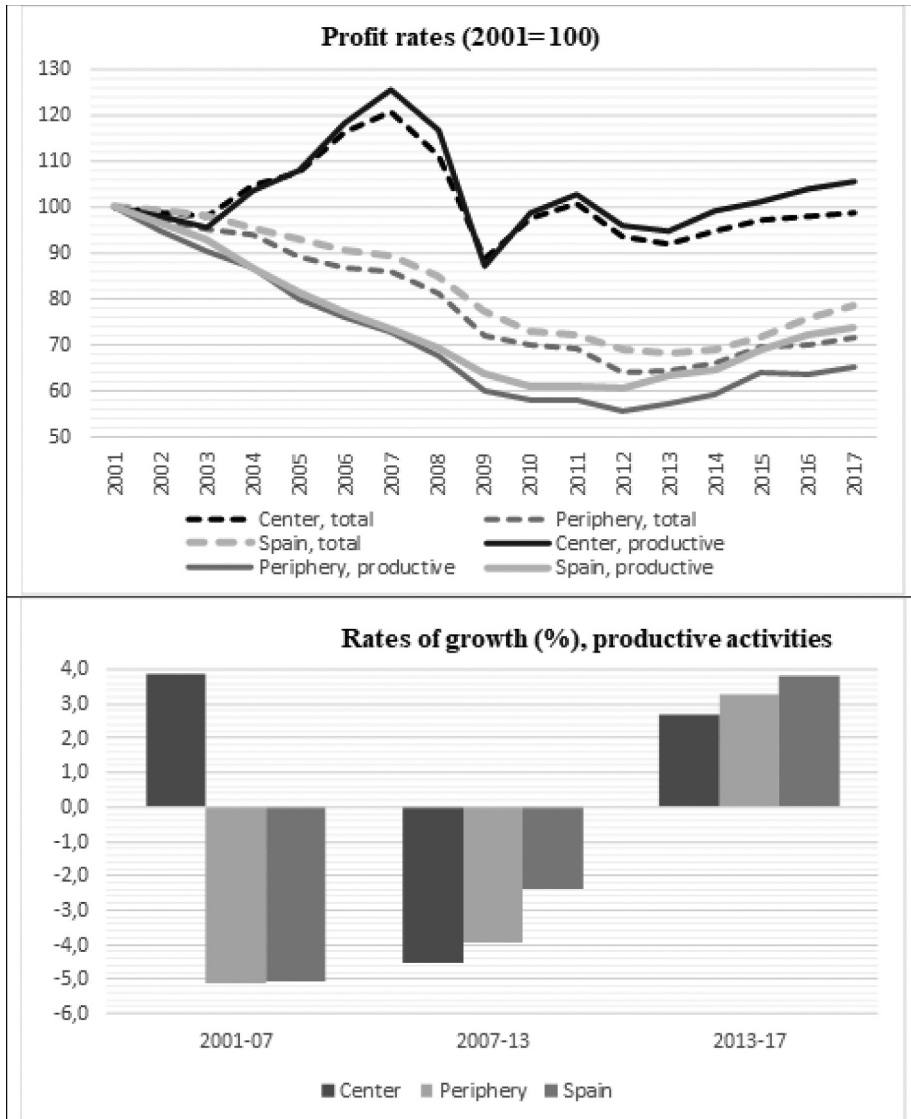 Profit rates (2001=100)
130
120
110
100
90
80
70
60
50
2001 2002 2003 2004 2005 2006 2007 2008 2009 2010 2011 2012 2013 2014 2015 2016 2017
Center, total Periphery, total
Spain, total Center, productive
Periphery, productive Spain, productive
Rates of growth (%), productive activities
4,0
3,0
2,0
1,0
0,0
-1,0
-2,0
-3,0
-4,0
-5,0
-6,0
2001-07 2007-13 2013-17
Center Periphery Spain